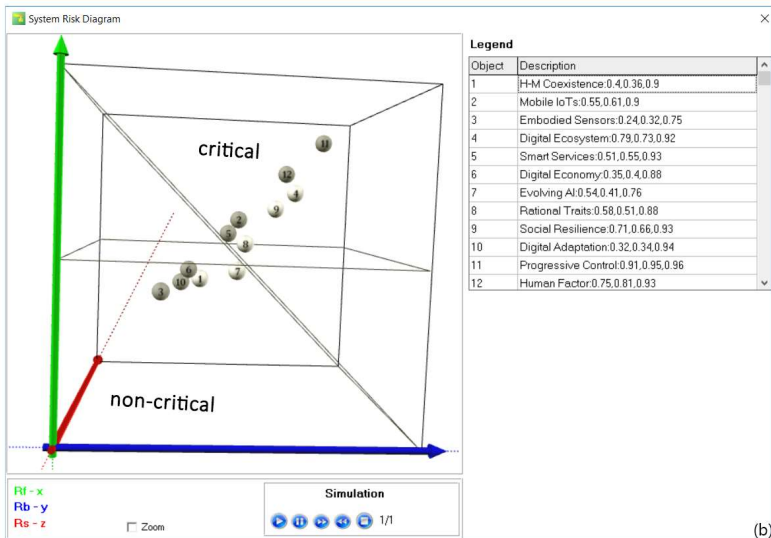 System Risk Diagram
Legend
Object Description
1 H-M Coexistence:0.4,0.36,0.9
2 Mobile IoTs:0.55,0.61,0.9
3 Embodied Sensors:0.24,0.32,0.75
4 Digital Ecosystem:0.79,0.73,0.92
5 Smart Services:0.51,0.55,0.93
6 Digital Economy:0.35,0.4,0.88
7 Evolving AI:0.54,0.41,0.76
8 Rational Traits:0.58,0.51,0.88
9 Social Resilience:0.71,0.66,0.93
10 Digital Adaptation:0.32,0.34,0.94
11 Progressive Control:0.91,0.95,0.96
12 Human Factor:0.75,0.81,0.93
critical
11
12
4
9
2
5
8
6
7
10
1
3
non-critical
Rf - x
Rb - y
Rs - z
Zoom
Simulation
1/1
(b)